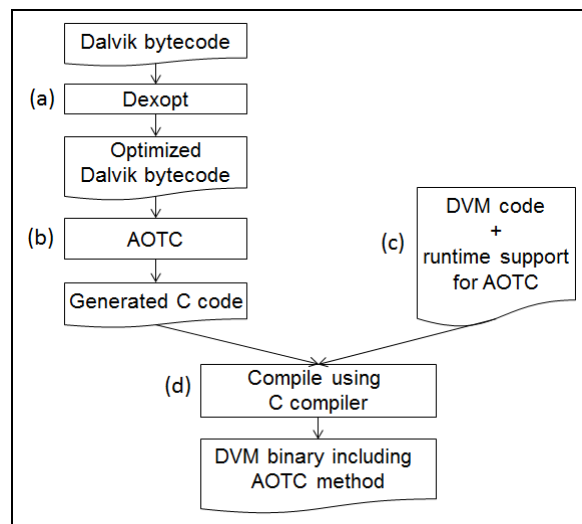 Dalvik bytecode
(a)
Dexopt
Optimized
Dalvik bytecode
(b)
AOTC
Generated C code
(c)
DVM code
+
runtime support
for AOTC
(d)
Compile using
C compiler
DVM binary including
AOTC method